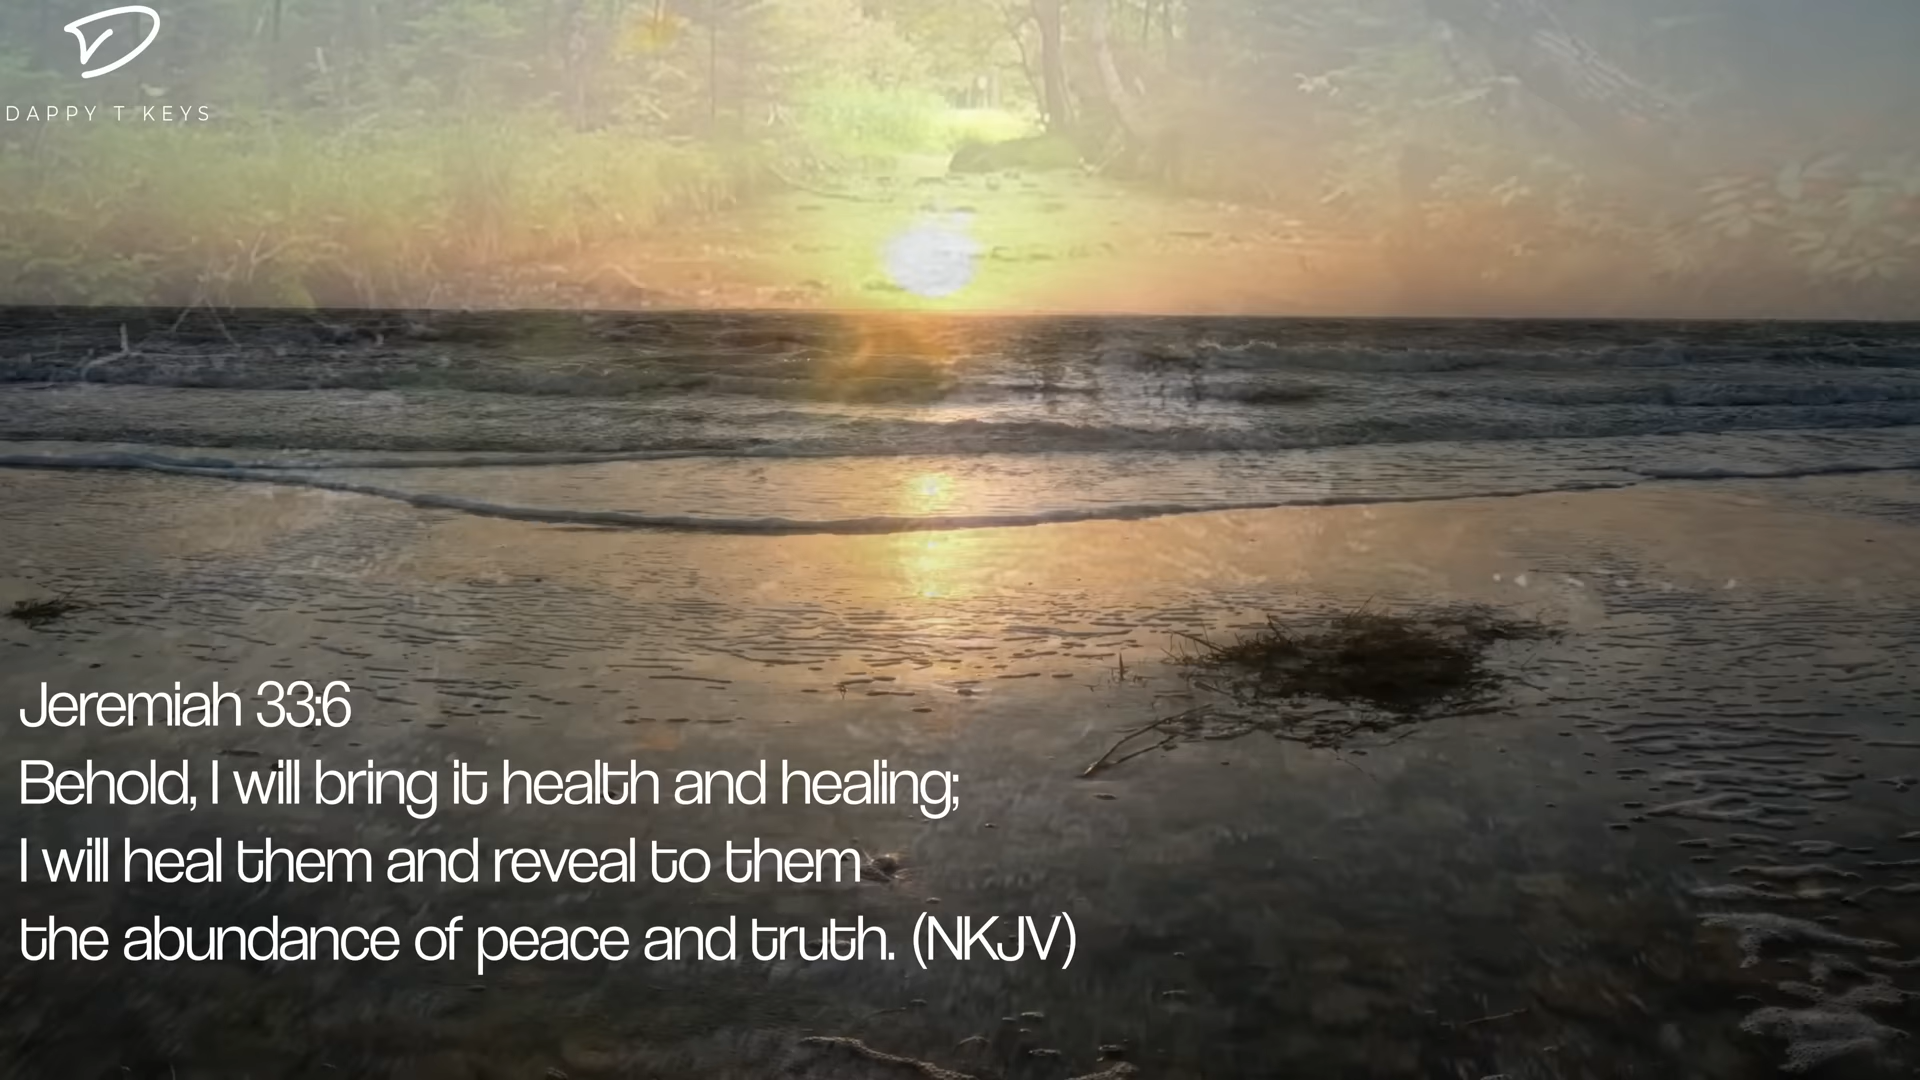 DAPPY T KEYS
Jeremiah 33:6
Behold, I will bring it health and healing;
I will heal them and reveal to them
the abundance of peace and truth. (NKJV)